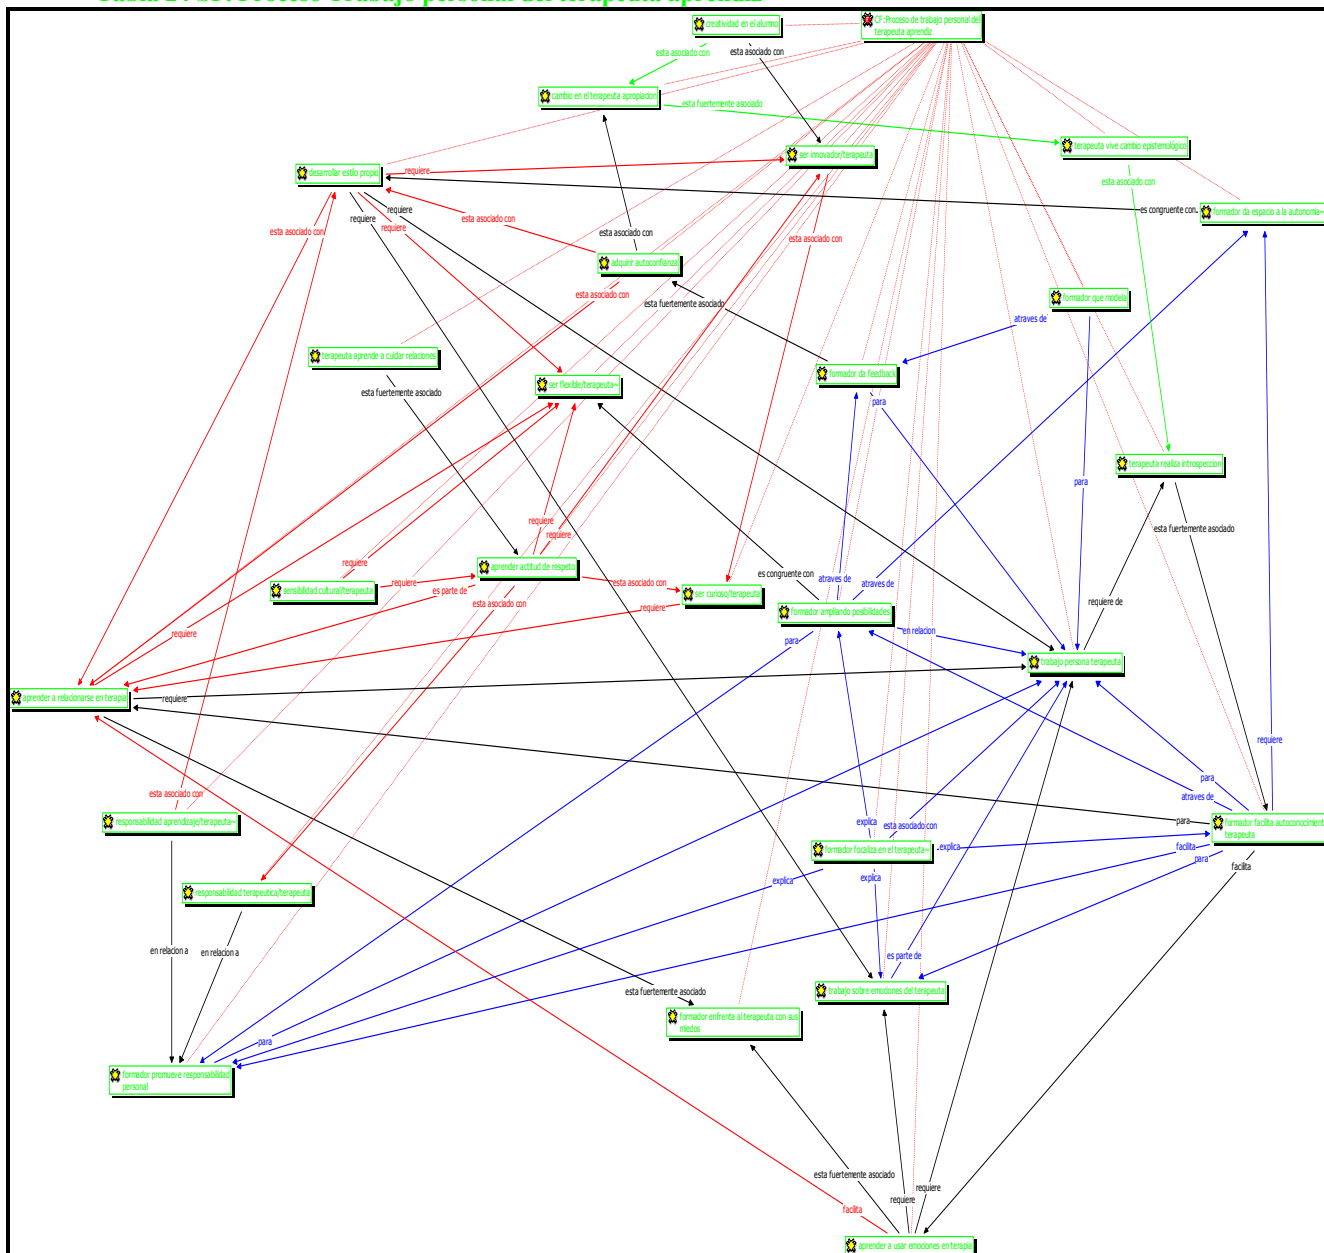 creatividad en el alumno
CF:Proceso de trabajo personal del
terapeuta aprendiz
esta asociado con
esta asociado con
cambio en el terapeuta apropiacion
esta fuertemente asociado
terapeuta vive cambio epistemológico
ser innovador/terapeuta
desarrollar estilo propio
requiere
esta asociado con
requiere
requiere
requiere
es congruente con
formador da espacio a la autonomia~
esta asociado con
esta asociado con
esta asociado con
esta asociado con
adquirir autoconfianza
esta asociado con
esta fuertemente asociado
formador que modela
atraves de
terapeuta aprende a cuidar relaciones
ser flexible/terapeuta~
formador da feedback
esta fuertemente asociado
para
terapeuta realiza introspeccion
para
requiere
requiere
esta fuertemente asociado
aprender actitud de respeto
requiere
sensibilidad cultural/terapeuta
requiere
es parte de
esta asociado con
esta asociado con
ser curioso/terapeuta
requiere
es congruente con
atraves de
atraves de
formador ampliando posibilidades
requiere de
en relacion
para
requiere
trabajo persona terapeuta
aprender a relacionarse en terapia
requiere
requiere
para
atraves de
esta asociado con
responsabilidad aprendizaje/terapeuta~
explica
esta asociado con
para
formador facilita autoconocimient
terapeuta
formador focaliza en el terapeuta~
explica
facilita
para
facilita
explica
explica
responsabilidad terapeutica/terapeuta
en relacion a
en relacion a
es parte de
trabajo sobre emociones del terapeuta
esta fuertemente asociado
formador enfrenta al terapeuta con sus
miedos
para
formador promueve responsabilidad
personal
esta fuertemente asociado
requiere
requiere
facilita
aprender a usar emociones en terapia